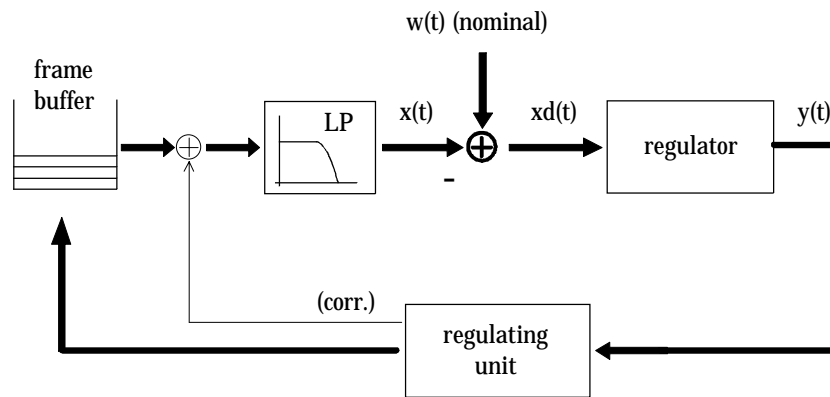 w(t) (nominal)
frame
buffer
LP
x(t)
xd(t)
y(t)
regulator
-
(corr.)
regulating
unit